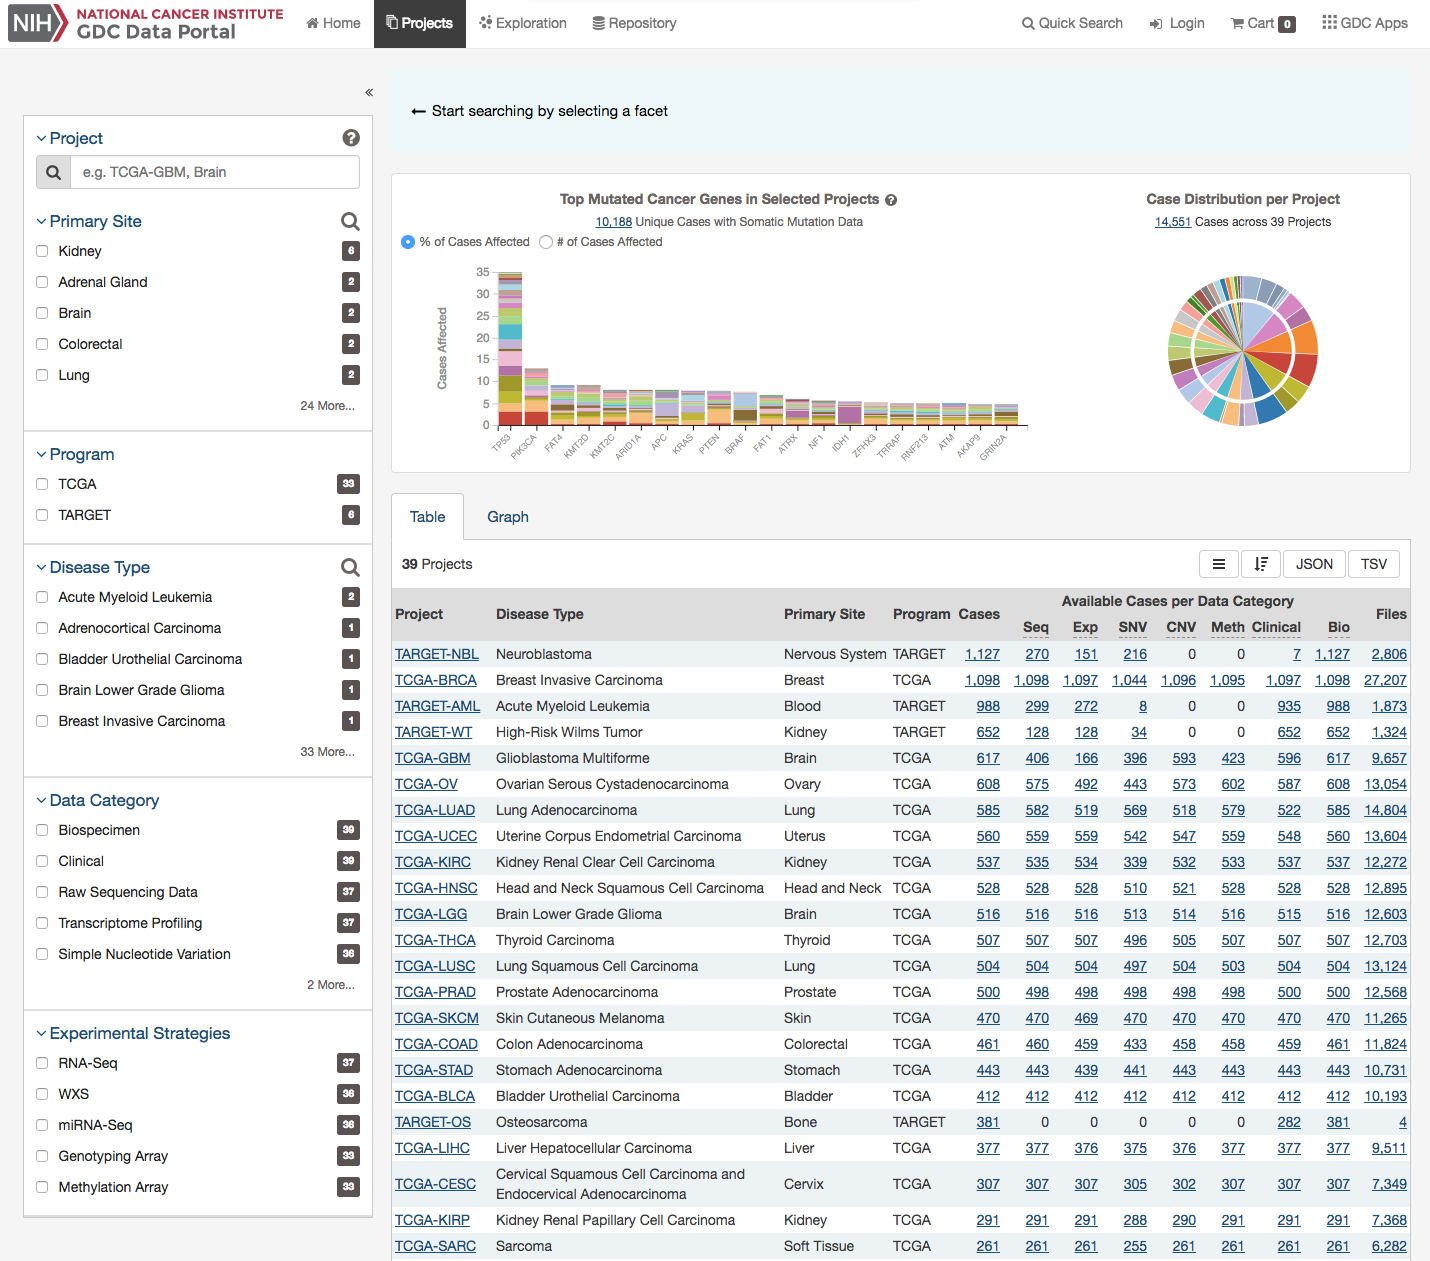 NIH NATIONAL CANCER INSTITUTE
GDC Data Portal
Home Projects Exploration Repository Quick Search Login Cart 0 GDC Apps
«
Start searching by selecting a facet
Project
e.g. TCGA-GBM, Brain
Primary Site
Kidney 6
Adrenal Gland 2
Brain 2
Colorectal 2
Lung 2
24 More...
Program
TCGA 33
TARGET 6
Disease Type
Acute Myeloid Leukemia 2
Adrenocortical Carcinoma 1
Bladder Urothelial Carcinoma 1
Brain Lower Grade Glioma 1
Breast Invasive Carcinoma 1
33 More...
Data Category
Biospecimen 39
Clinical 39
Raw Sequencing Data 37
Transcriptome Profiling 37
Simple Nucleotide Variation 36
2 More...
Experimental Strategies
RNA-Seq 37
WXS 36
miRNA-Seq 36
Genotyping Array 33
Methylation Array 33
Top Mutated Cancer Genes in Selected Projects
10,188 Unique Cases with Somatic Mutation Data
% of Cases Affected # of Cases Affected
Cases Affected
35
30
25
20
15
10
5
0
TP53 PIK3CA FAT4 KMT2D KMT2C ARID1A APC KRAS PTEN BRAF FAT1 ATRX NF1 IDH1 ZFHX3 TRRAP RNF213 ATM AKAP9 GRIN2A
Case Distribution per Project
14,551 Cases across 39 Projects
Table Graph
39 Projects JSON TSV
Project Disease Type Primary Site Program Cases Available Cases per Data Category Files
Seq Exp SNV CNV Meth Clinical Bio
TARGET-NBL Neuroblastoma Nervous System TARGET 1,127 270 151 216 0 0 7 1,127 2,806
TCGA-BRCA Breast Invasive Carcinoma Breast TCGA 1,098 1,098 1,097 1,044 1,096 1,095 1,097 1,098 27,207
TARGET-AML Acute Myeloid Leukemia Blood TARGET 988 299 272 8 0 0 935 988 1,873
TARGET-WT High-Risk Wilms Tumor Kidney TARGET 652 128 128 34 0 0 652 652 1,324
TCGA-GBM Glioblastoma Multiforme Brain TCGA 617 406 166 396 593 423 596 617 9,657
TCGA-OV Ovarian Serous Cystadenocarcinoma Ovary TCGA 608 575 492 443 573 602 587 608 13,054
TCGA-LUAD Lung Adenocarcinoma Lung TCGA 585 582 519 569 518 579 522 585 14,804
TCGA-UCEC Uterine Corpus Endometrial Carcinoma Uterus TCGA 560 559 559 542 547 559 548 560 13,604
TCGA-KIRC Kidney Renal Clear Cell Carcinoma Kidney TCGA 537 535 534 339 532 533 537 537 12,272
TCGA-HNSC Head and Neck Squamous Cell Carcinoma Head and Neck TCGA 528 528 528 510 521 528 528 528 12,895
TCGA-LGG Brain Lower Grade Glioma Brain TCGA 516 516 516 513 514 516 515 516 12,603
TCGA-THCA Thyroid Carcinoma Thyroid TCGA 507 507 507 496 505 507 507 507 12,703
TCGA-LUSC Lung Squamous Cell Carcinoma Lung TCGA 504 504 504 497 504 503 504 504 13,124
TCGA-PRAD Prostate Adenocarcinoma Prostate TCGA 500 498 498 498 498 498 500 500 12,568
TCGA-SKCM Skin Cutaneous Melanoma Skin TCGA 470 470 469 470 470 470 470 470 11,265
TCGA-COAD Colon Adenocarcinoma Colorectal TCGA 461 460 459 433 458 458 459 461 11,824
TCGA-STAD Stomach Adenocarcinoma Stomach TCGA 443 443 439 441 443 443 443 443 10,731
TCGA-BLCA Bladder Urothelial Carcinoma Bladder TCGA 412 412 412 412 412 412 412 412 10,193
TARGET-OS Osteosarcoma Bone TARGET 381 0 0 0 0 0 282 381 4
TCGA-LIHC Liver Hepatocellular Carcinoma Liver TCGA 377 377 376 375 376 377 377 377 9,511
TCGA-CESC Cervical Squamous Cell Carcinoma and Endocervical Adenocarcinoma Cervix TCGA 307 307 307 305 302 307 307 307 7,349
TCGA-KIRP Kidney Renal Papillary Cell Carcinoma Kidney TCGA 291 291 291 288 290 291 291 291 7,368
TCGA-SARC Sarcoma Soft Tissue TCGA 261 261 261 255 261 261 261 261 6,282